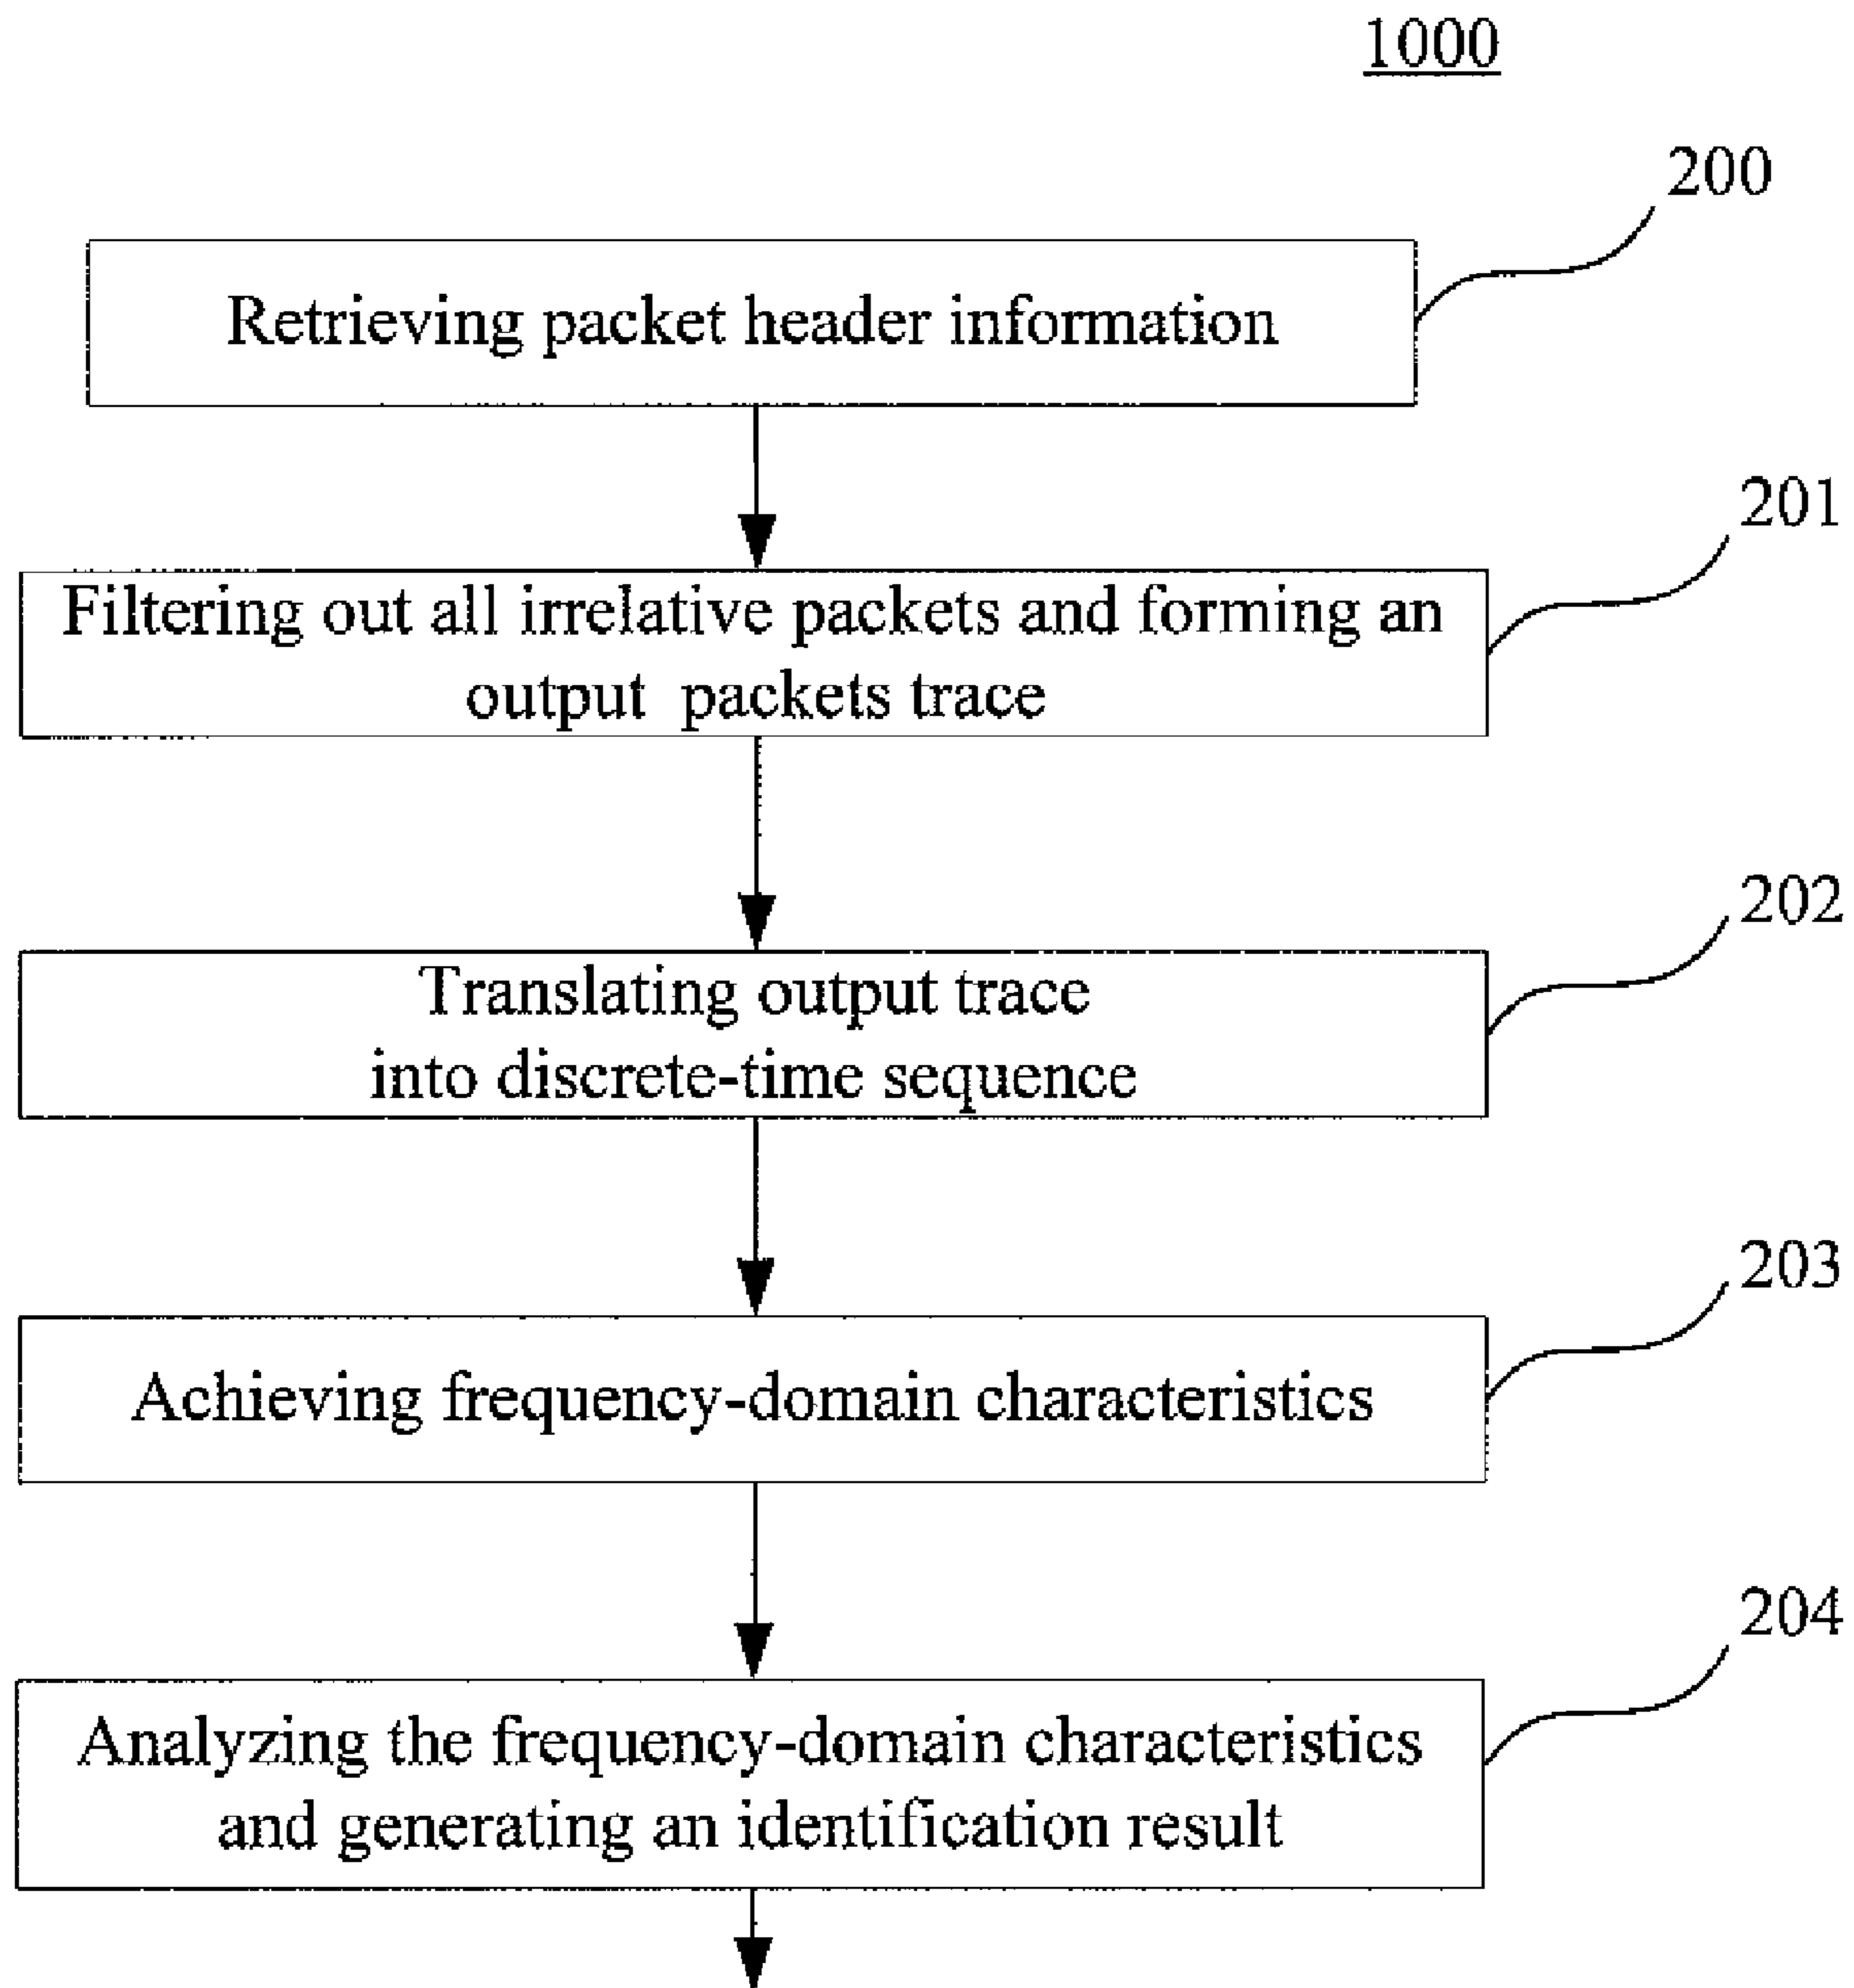 1000
200
Retrieving packet header information
201
Filtering out all irrelative packets and forming an
output packets trace
202
Translating output trace
into discrete-time sequence
203
Achieving frequency-domain characteristics
204
Analyzing the frequency-domain characteristics
and generating an identification result